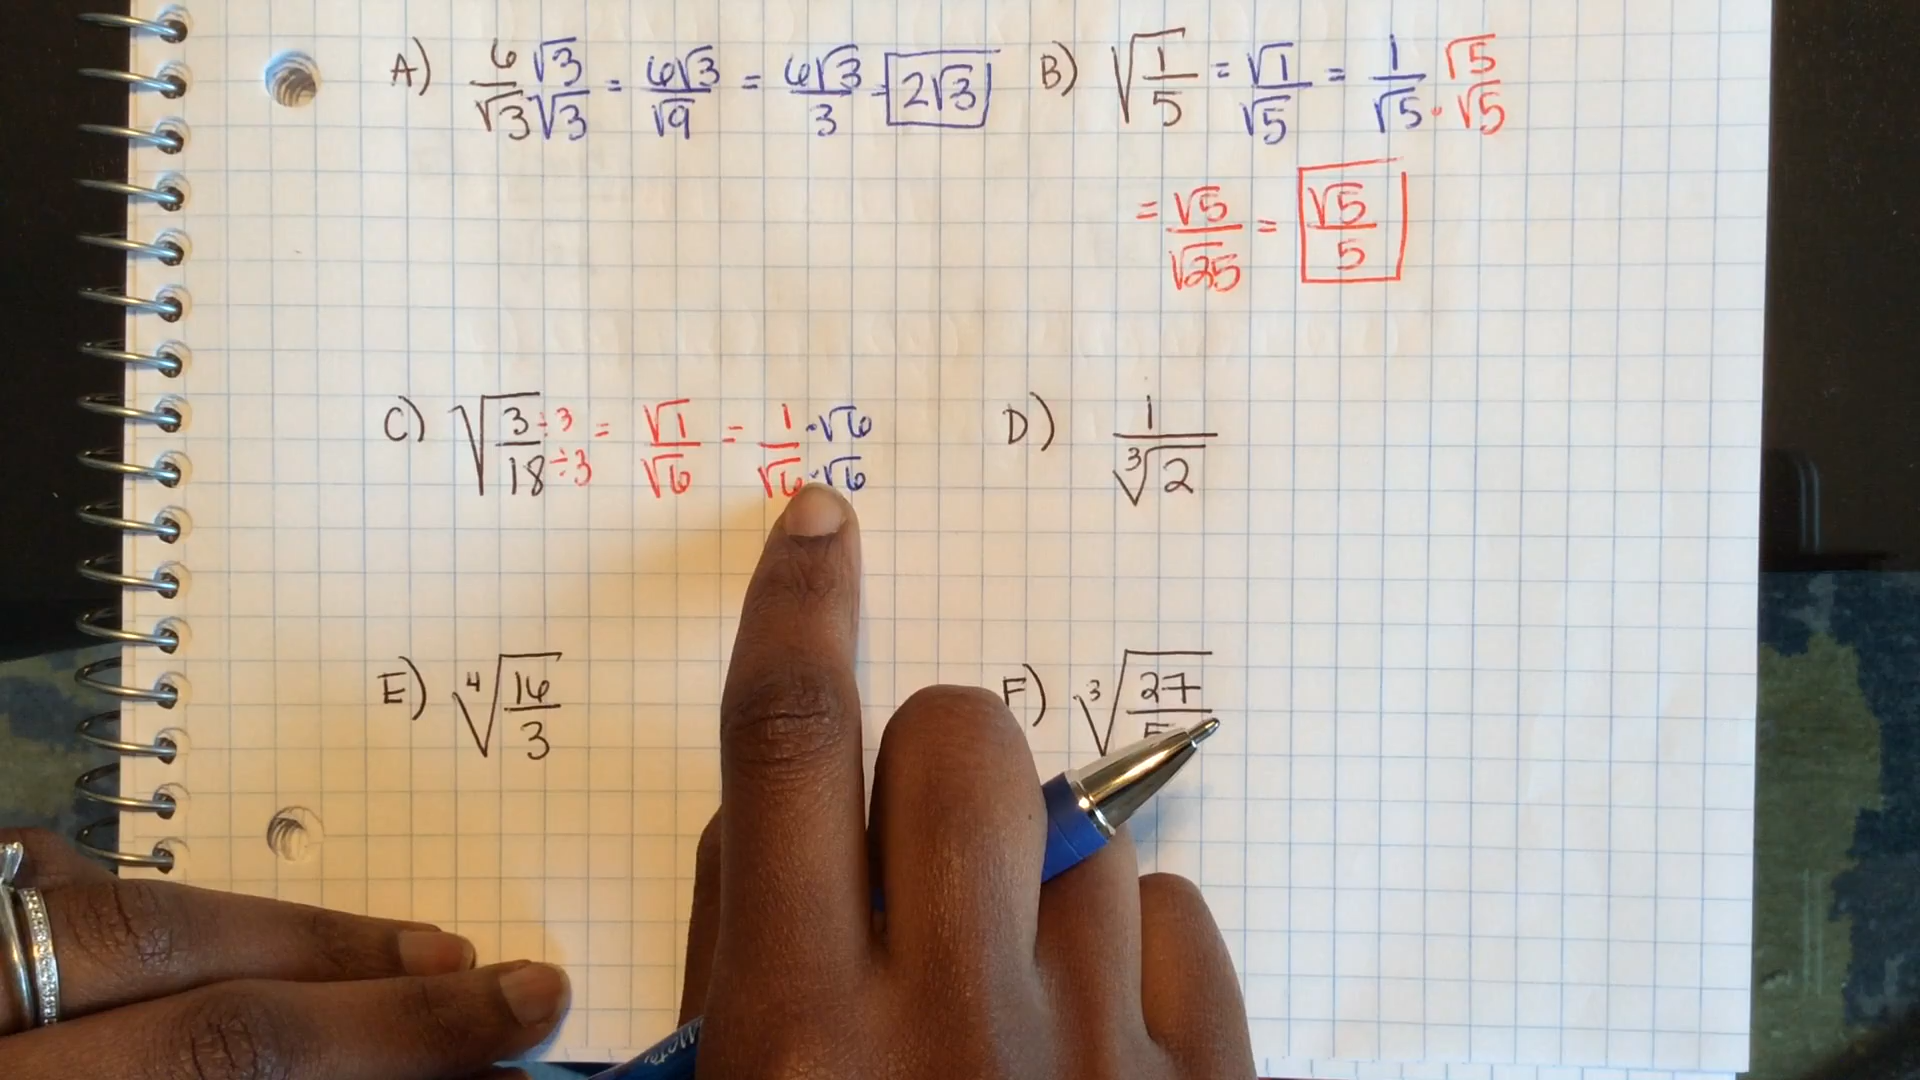 A) 6/√3 √3/√3 = 6√3/√9 = 6√3/3 = 2√3
B) √(1/5) = √1/√5 = 1/√5 · √5/√5
= √5/√25 = √5/5
C) √(3÷3/18÷3) = √1/√6 = 1·√6/√6·√6
D) 1/∛2
E) ∜(16/3)
F) ∛(27/5